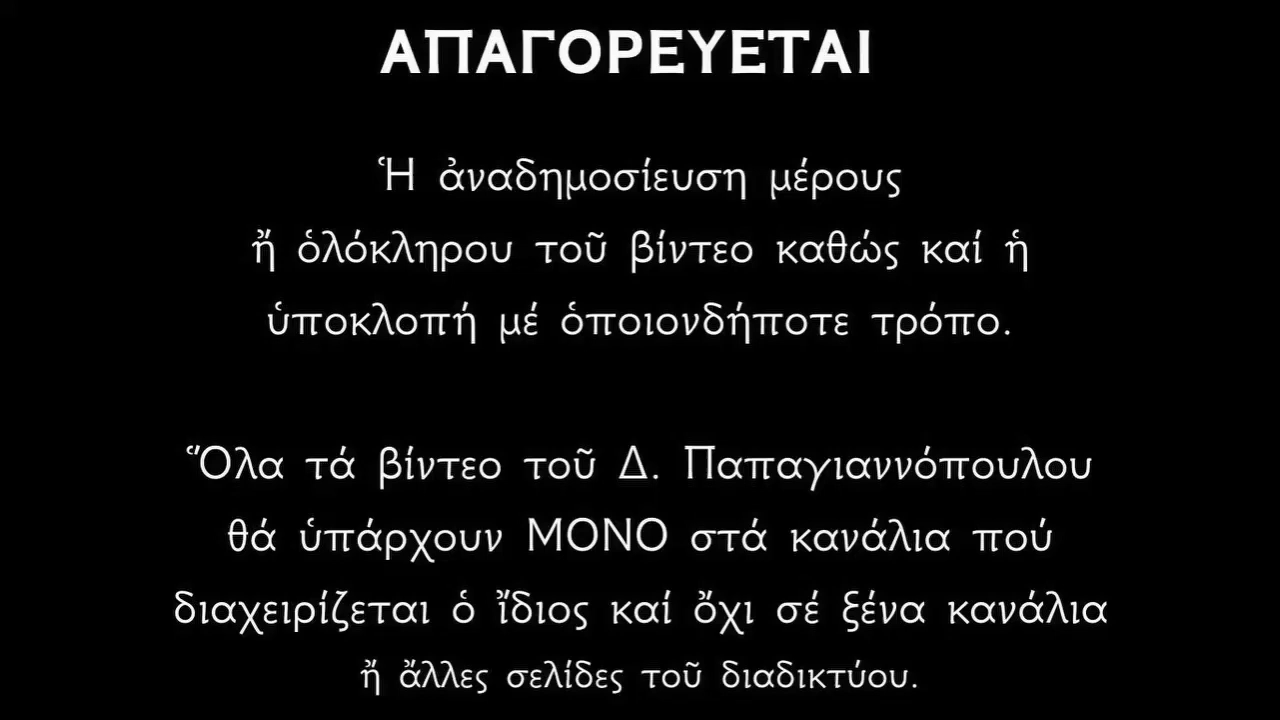 ΑΠΑΓΟΡΕΥΕΤΑΙ
Ἡ ἀναδημοσίευση μέρους
ἤ ὁλόκληρου τοῦ βίντεο καθώς καί ἡ
ὑποκλοπή μέ ὁποιονδήποτε τρόπο.
Ὅλα τά βίντεο τοῦ Δ. Παπαγιαννόπουλου
θά ὑπάρχουν ΜΟΝΟ στά κανάλια πού
διαχειρίζεται ὁ ἴδιος καί ὄχι σέ ξένα κανάλια
ἤ ἄλλες σελίδες τοῦ διαδικτύου.